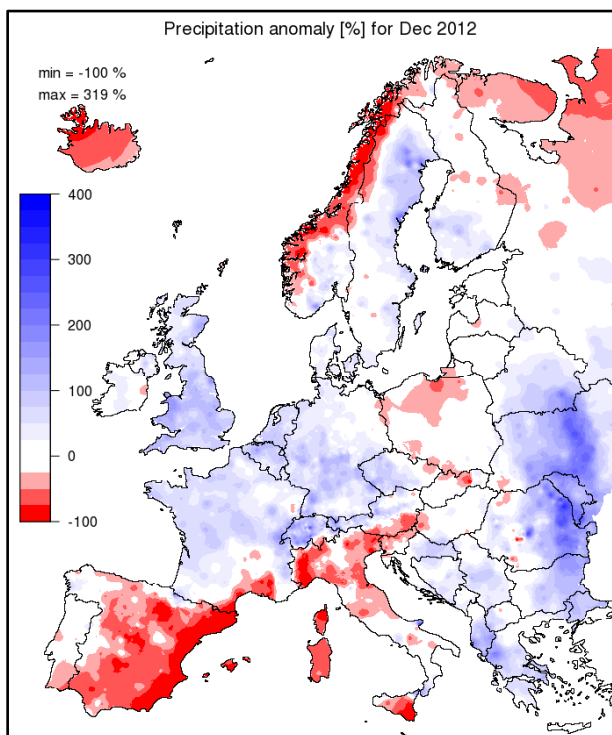 Precipitation anomaly [%] for Dec 2012
min = -100 %
max = 319 %
400
300
200
100
0
-100